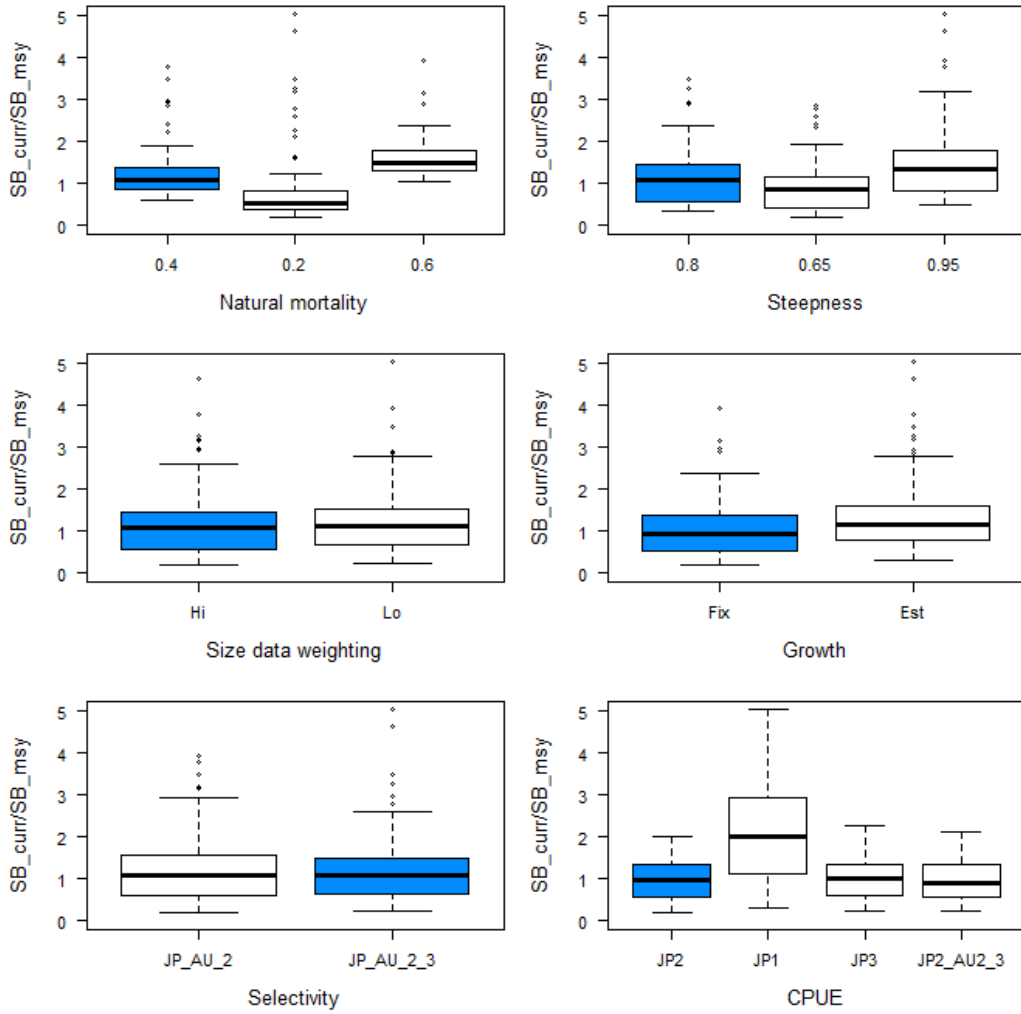 SB_curr/SB_msy
5
4
3
2
1
0
0.4 0.2 0.6
Natural mortality
SB_curr/SB_msy
5
4
3
2
1
0
0.8 0.65 0.95
Steepness
SB_curr/SB_msy
5
4
3
2
1
0
Hi Lo
Size data weighting
SB_curr/SB_msy
5
4
3
2
1
0
Fix Est
Growth
SB_curr/SB_msy
5
4
3
2
1
0
JP_AU_2 JP_AU_2_3
Selectivity
SB_curr/SB_msy
5
4
3
2
1
0
JP2 JP1 JP3 JP2_AU2_3
CPUE